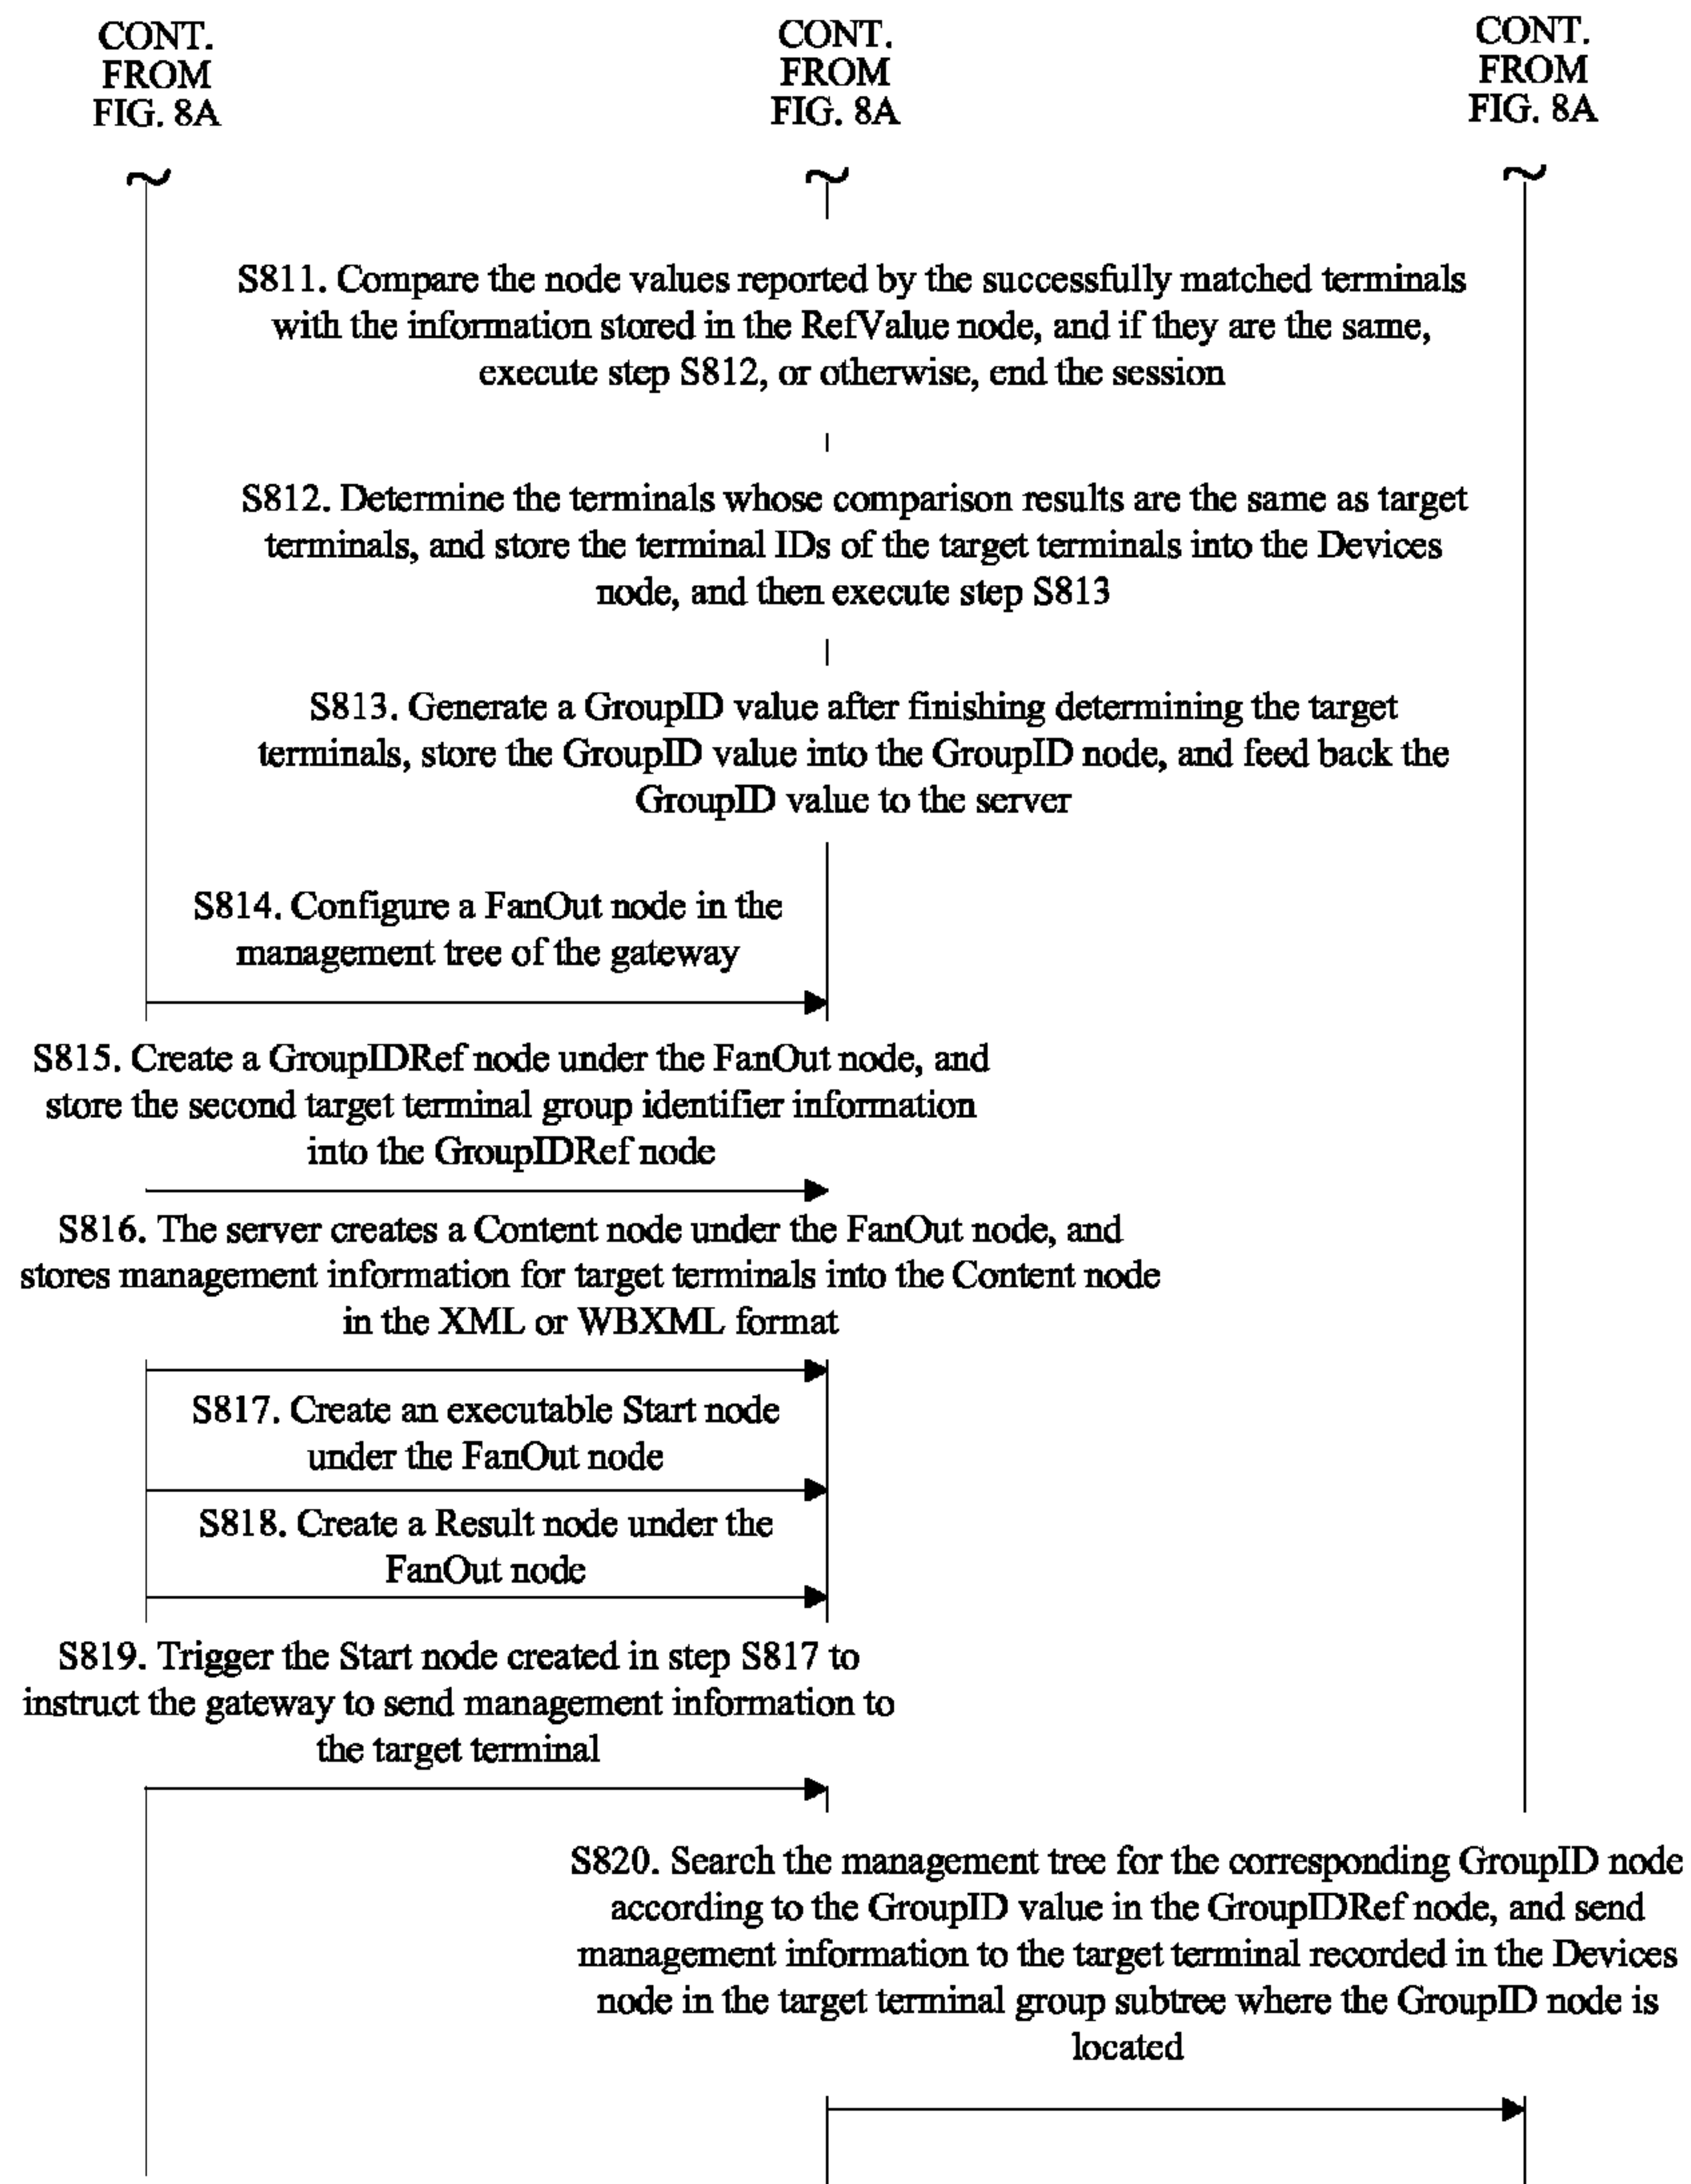 CONT.
FROM
FIG. 8A
CONT.
FROM
FIG. 8A
CONT.
FROM
FIG. 8A
S811. Compare the node values reported by the successfully matched terminals
with the information stored in the RefValue node, and if they are the same,
execute step S812, or otherwise, end the session
S812. Determine the terminals whose comparison results are the same as target
terminals, and store the terminal IDs of the target terminals into the Devices
node, and then execute step S813
S813. Generate a GroupID value after finishing determining the target
terminals, store the GroupID value into the GroupID node, and feed back the
GroupID value to the server
S814. Configure a FanOut node in the
management tree of the gateway
S815. Create a GroupIDRef node under the FanOut node, and
store the second target terminal group identifier information
into the GroupIDRef node
S816. The server creates a Content node under the FanOut node, and
stores management information for target terminals into the Content node
in the XML or WBXML format
S817. Create an executable Start node
under the FanOut node
S818. Create a Result node under the
FanOut node
S819. Trigger the Start node created in step S817 to
instruct the gateway to send management information to
the target terminal
S820. Search the management tree for the corresponding GroupID node
according to the GroupID value in the GroupIDRef node, and send
management information to the target terminal recorded in the Devices
node in the target terminal group subtree where the GroupID node is
located